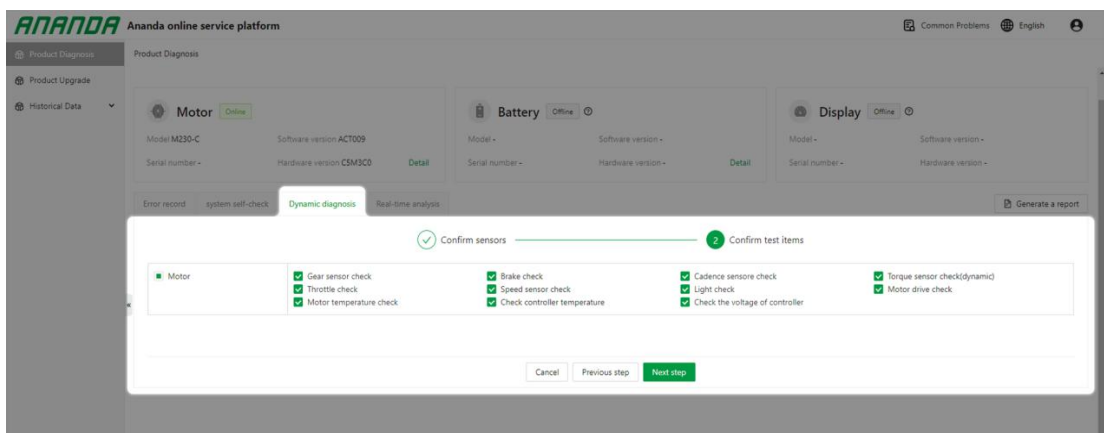 ANANDA Ananda online service platform Common Problems English
Product Diagnosis
Product Upgrade
Historical Data
Product Diagnosis
Motor Online
Model M230-C Software version ACT009
Serial number - Hardware version C5M3C0 Detail
Battery Offline
Model - Software version -
Serial number - Hardware version - Detail
Display Offline
Model - Software version -
Serial number - Hardware version -
Error record system self-check Dynamic diagnosis Real-time analysis Generate a report
Confirm sensors 2 Confirm test items
Motor
Gear sensor check Brake check Cadence sensore check Torque sensor check(dynamic)
Throttle check Speed sensor check Light check Motor drive check
Motor temperature check Check controller temperature Check the voltage of controller
Cancel Previous step Next step